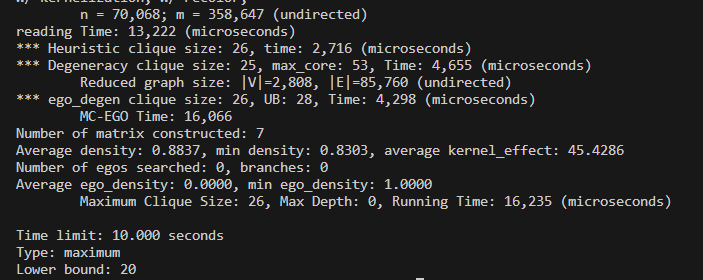 w/ kernelization, w/ recolor,
n = 70,068; m = 358,647 (undirected)
reading Time: 13,222 (microseconds)
*** Heuristic clique size: 26, time: 2,716 (microseconds)
*** Degeneracy clique size: 25, max_core: 53, Time: 4,655 (microseconds)
Reduced graph size: |V|=2,808, |E|=85,760 (undirected)
*** ego_degen clique size: 26, UB: 28, Time: 4,298 (microseconds)
MC-EGO Time: 16,066
Number of matrix constructed: 7
Average density: 0.8837, min density: 0.8303, average kernel_effect: 45.4286
Number of egos searched: 0, branches: 0
Average ego_density: 0.0000, min ego_density: 1.0000
Maximum Clique Size: 26, Max Depth: 0, Running Time: 16,235 (microseconds)
Time limit: 10.000 seconds
Type: maximum
Lower bound: 20